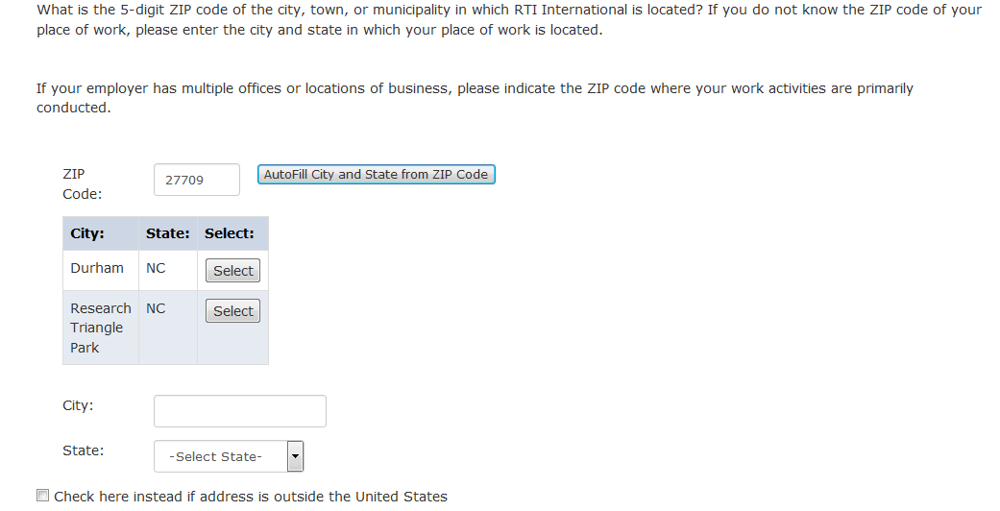 What is the 5-digit ZIP code of the city, town, or municipality in which RTI International is located? If you do not know the ZIP code of your
place of work, please enter the city and state in which your place of work is located.
If your employer has multiple offices or locations of business, please indicate the ZIP code where your work activities are primarily
conducted.
ZIP
Code:
27709
AutoFill City and State from ZIP Code
City: State: Select:
Durham NC Select
Research NC Select
Triangle
Park
City:
State: -Select State-
Check here instead if address is outside the United States